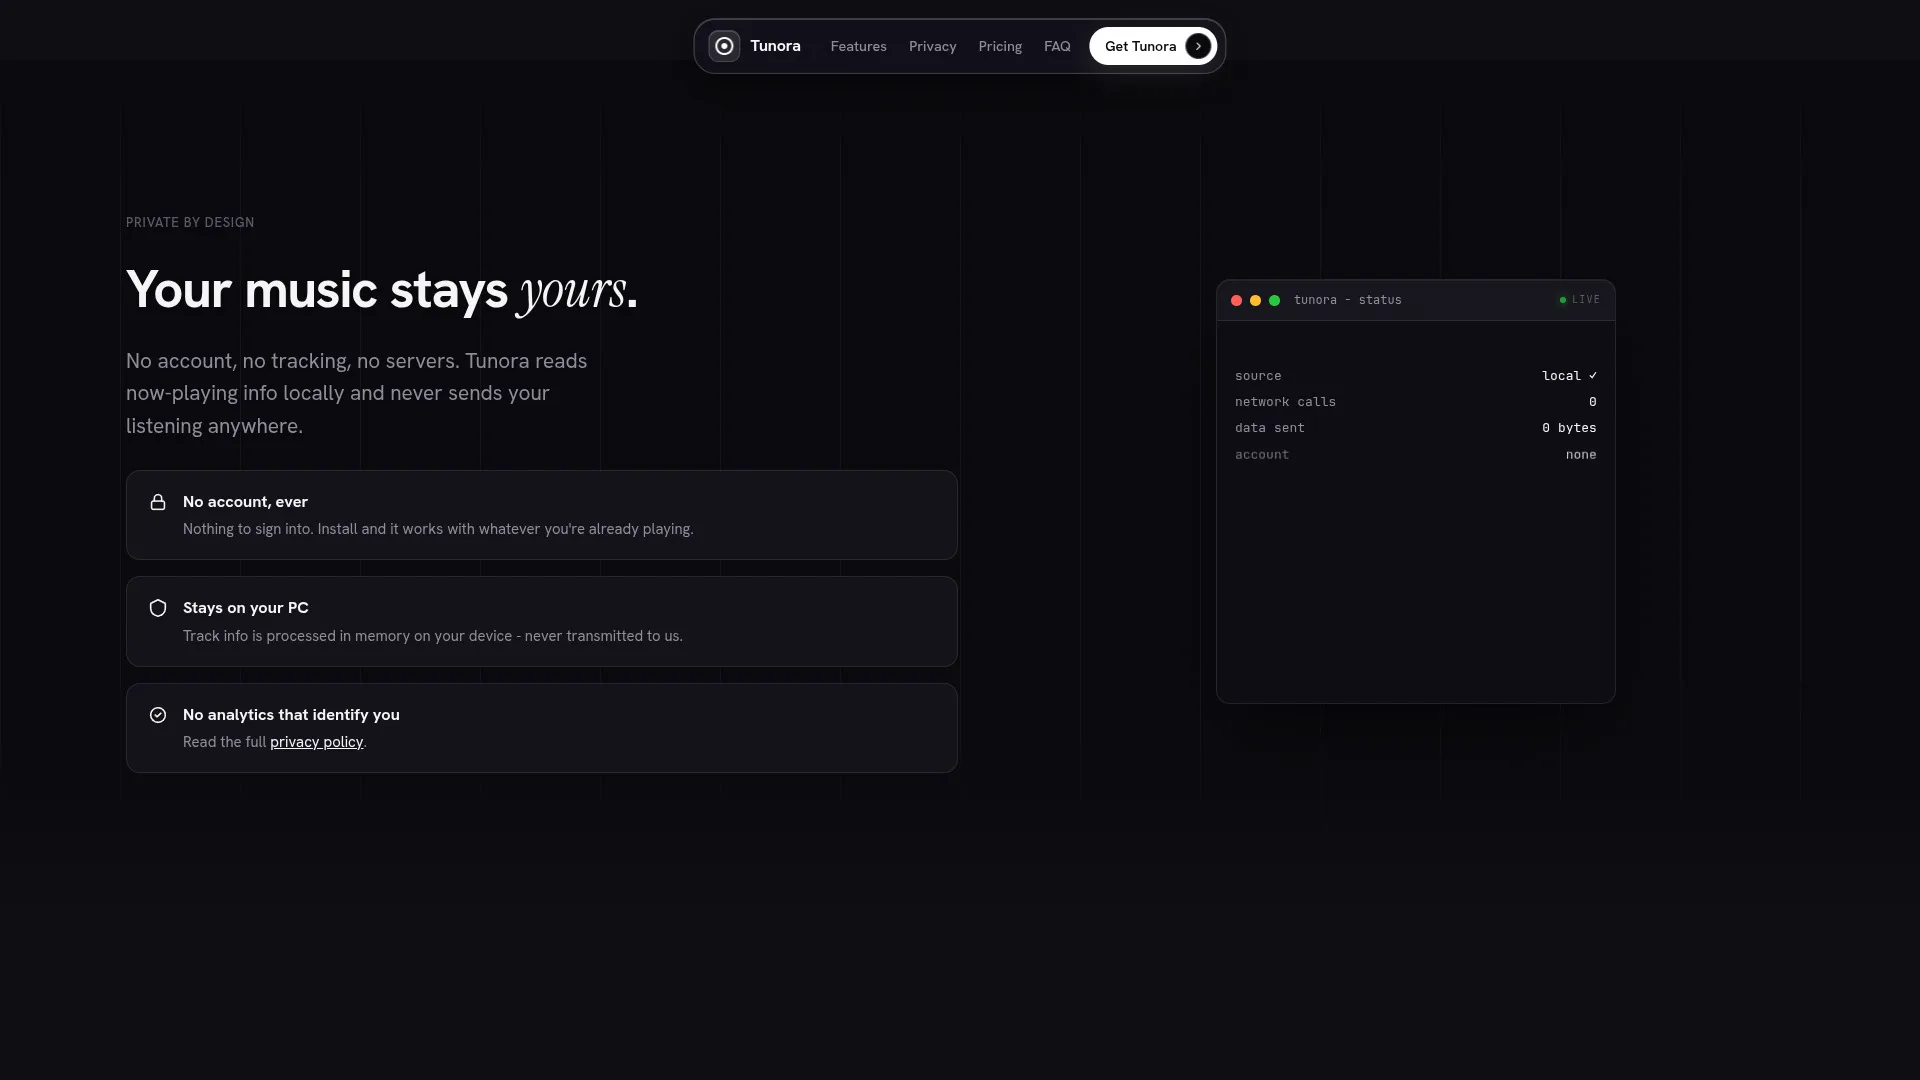 Tunora
Features
Privacy
Pricing
FAQ
Get Tunora
PRIVATE BY DESIGN
Your music stays yours.
No account, no tracking, no servers. Tunora reads
now-playing info locally and never sends your
listening anywhere.
No account, ever
Nothing to sign into. Install and it works with whatever you're already playing.
Stays on your PC
Track info is processed in memory on your device - never transmitted to us.
No analytics that identify you
Read the full privacy policy.
tunora - status
LIVE
source local ✓
network calls 0
data sent 0 bytes
account none